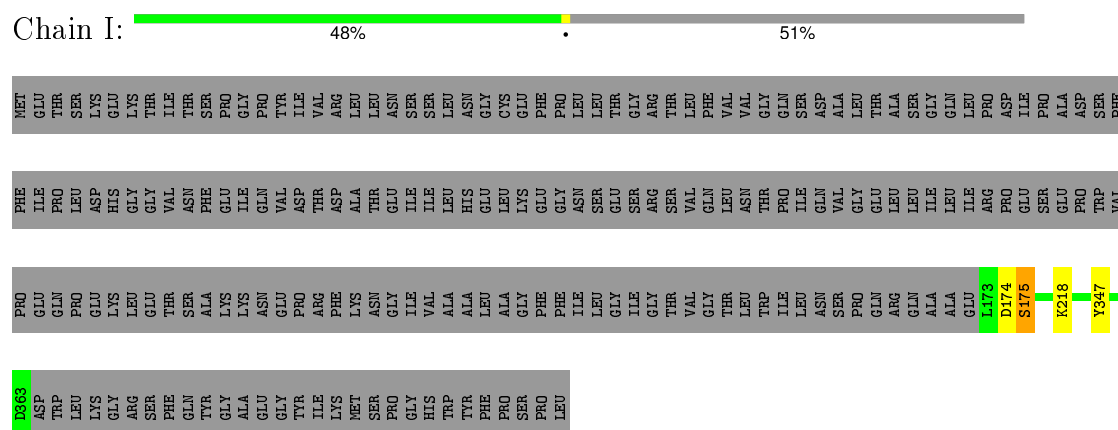 Chain I:
48% • 51%
MET GLU THR SER LYS GLU LYS THR ILE THR SER PRO GLY PRO TYR ILE VAL ARG LEU LEU ASN SER SER LEU ASN GLY CYS GLU PHE PRO LEU LEU THR GLY ARG THR LEU PHE VAL VAL GLY GLN SER ASP ALA LEU THR ALA SER GLY GLN LEU PRO ASP ILE PRO ALA ASP SER PHE
PHE ILE PRO LEU ASP HIS GLY GLY VAL ASN PHE GLU ILE GLN VAL ASP THR ASP ALA THR GLU ILE ILE LEU HIS GLU LEU LYS GLU GLY ASN SER GLU SER ARG SER VAL GLN LEU ASN THR PRO ILE GLN VAL GLY GLU LEU LEU ILE LEU ILE ARG PRO GLU SER GLU PRO TRP VAL
PRO GLU GLN PRO GLU LYS LEU GLU THR SER ALA LYS LYS ASN GLU PRO ARG PHE LYS ASN GLY ILE VAL ALA ALA LEU ALA GLY PHE PHE ILE LEU GLY ILE GLY THR VAL GLY THR LEU TRP ILE LEU ASN SER PRO GLN ARG GLN ALA ALA GLU L173 D174 S175 K218 Y347
D363 ASP TRP LEU LYS GLY ARG SER PHE GLN TYR GLY ALA GLU GLY TYR ILE LYS MET SER PRO GLY HIS TRP TYR PHE PRO SER PRO LEU